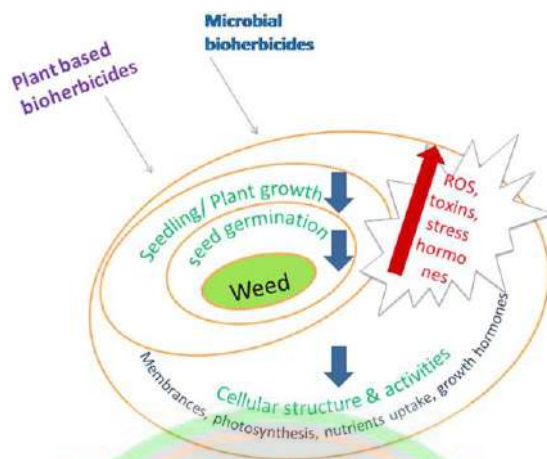 Microbial
bioherbicides
Plant based
bioherbicides
Seedling/ Plant growth
seed germination
Weed
ROS,
toxins,
stress
hormo
nes
Cellular structure & activities
Membrances, photosynthesis, nutrients uptake, growth hormones